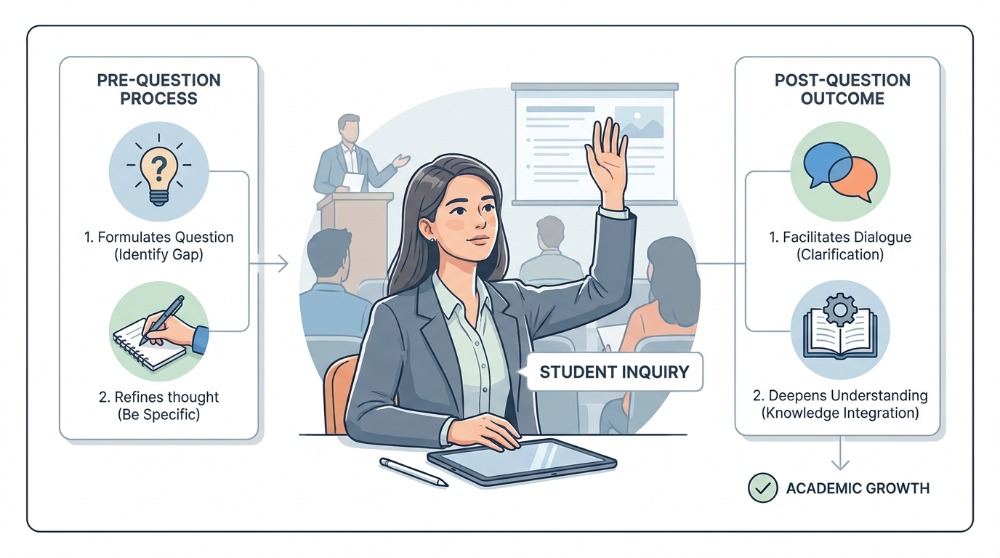 PRE-QUESTION
PROCESS
?
1. Formulates Question
(Identify Gap)
2. Refines thought
(Be Specific)
STUDENT INQUIRY
POST-QUESTION
OUTCOME
1. Facilitates Dialogue
(Clarification)
2. Deepens Understanding
(Knowledge Integration)
ACADEMIC GROWTH